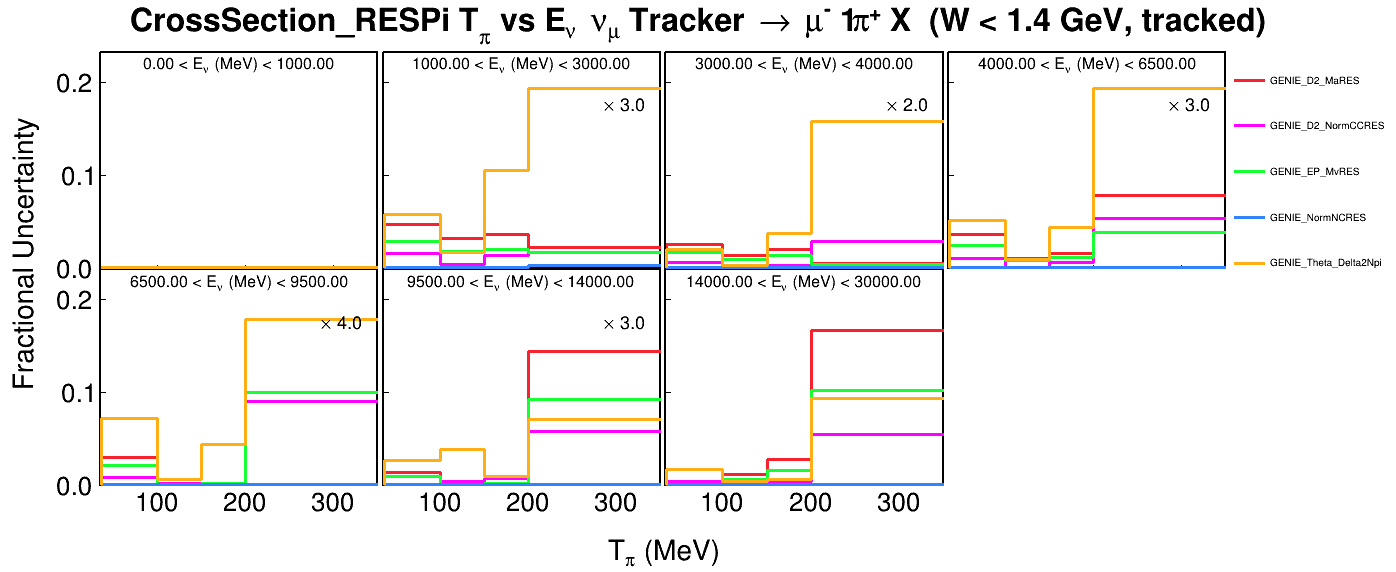 CrossSection_RESPi T_π vs E_ν ν_μ Tracker → μ⁻ 1π⁺ X (W < 1.4 GeV, tracked)
Fractional Uncertainty
0.00 < E_ν (MeV) < 1000.00
1000.00 < E_ν (MeV) < 3000.00
3000.00 < E_ν (MeV) < 4000.00
4000.00 < E_ν (MeV) < 6500.00
× 3.0
× 2.0
× 3.0
0.2
0.1
0.0
GENIE_D2_MaRES
GENIE_D2_NormCCRES
GENIE_EP_MvRES
GENIE_NormNCRES
GENIE_Theta_Delta2Npi
6500.00 < E_ν (MeV) < 9500.00
9500.00 < E_ν (MeV) < 14000.00
14000.00 < E_ν (MeV) < 30000.00
× 4.0
× 3.0
0.2
0.1
0.0
100 200 300
100 200 300
100 200 300
T_π (MeV)